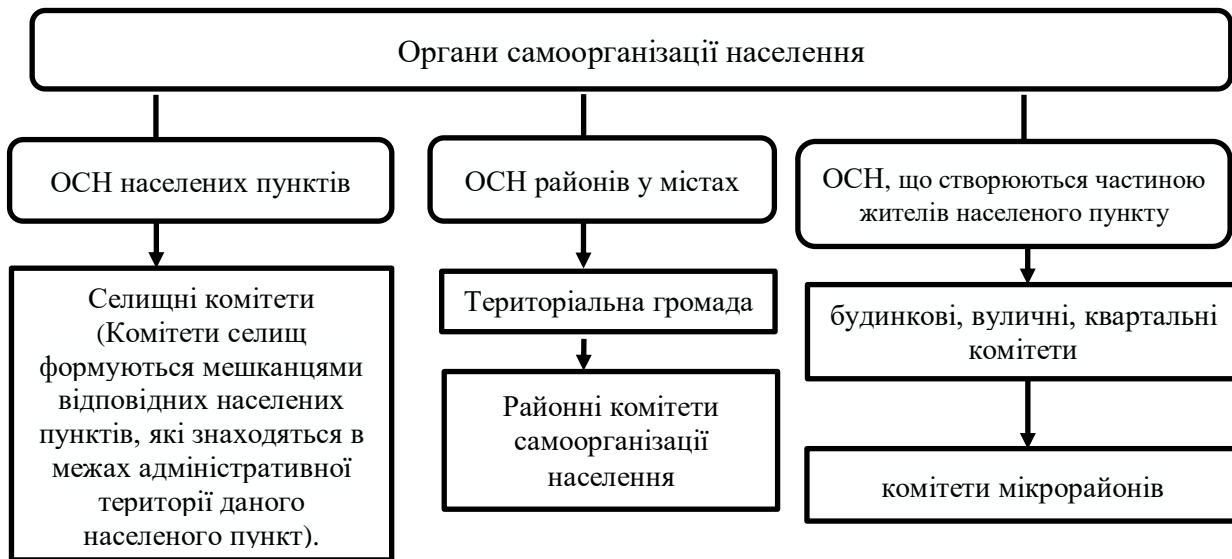 Органи самоорганізації населення
ОСН населених пунктів
ОСН районів у містах
ОСН, що створюються частиною
жителів населеного пункту
Селищні комітети
(Комітети селищ
формуються мешканцями
відповідних населених
пунктів, які знаходяться в
межах адміністративної
території даного
населеного пункт).
Територіальна громада
Районні комітети
самоорганізації
населення
будинкові, вуличні, квартальні
комітети
комітети мікрорайонів